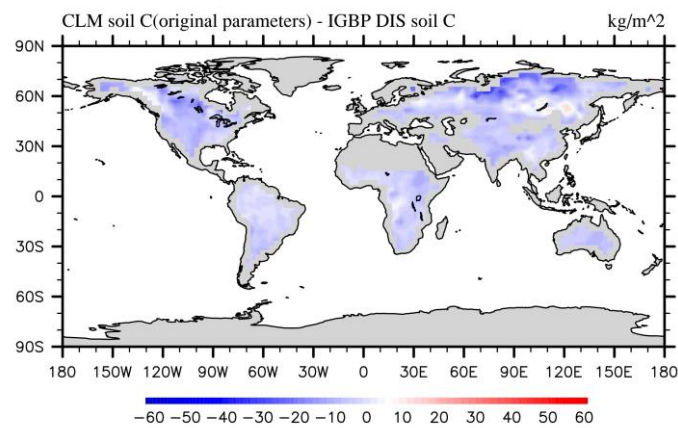 CLM soil C(original parameters) - IGBP DIS soil C kg/m^2
90N
60N
30N
0
30S
60S
90S
180 150W 120W 90W 60W 30W 0 30E 60E 90E 120E 150E 180
-60 -50 -40 -30 -20 -10 0 10 20 30 40 50 60